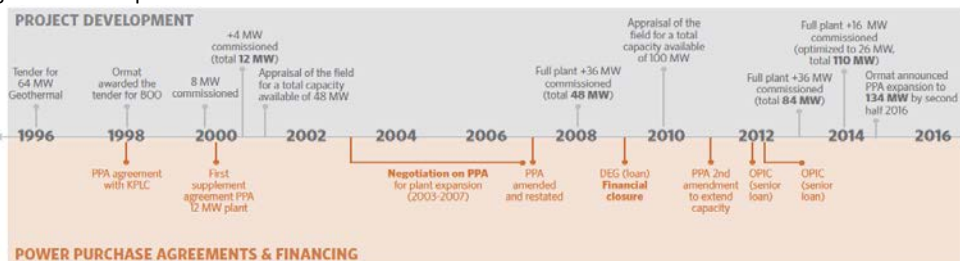 PROJECT DEVELOPMENT
Tender for
64 MW
Geothermal
Ormat
awarded the
tender for BOO
8 MW
commissioned
+4 MW
commissioned
(total 12 MW)
Appraisal of the field
for a total capacity
available of 48 MW
Full plant +36 MW
commissioned
(total 48 MW)
Appraisal of the
field for a total
capacity available
of 100 MW
Full plant +36 MW
commissioned
(total 84 MW)
Full plant +16 MW
commissioned
(optimized to 26 MW,
total 110 MW)
Ormat announced
PPA expansion to
134 MW by second
half 2016
1996 1998 2000 2002 2004 2006 2008 2010 2012 2014 2016
PPA agreement
with KPLC
First
supplement
agreement PPA
12 MW plant
Negotiation on PPA
for plant expansion
(2003-2007)
PPA
amended
and restated
DEG (loan)
Financial
closure
PPA 2nd
amendment
to extend
capacity
OPIC
(senior
loan)
OPIC
(senior
loan)
POWER PURCHASE AGREEMENTS & FINANCING